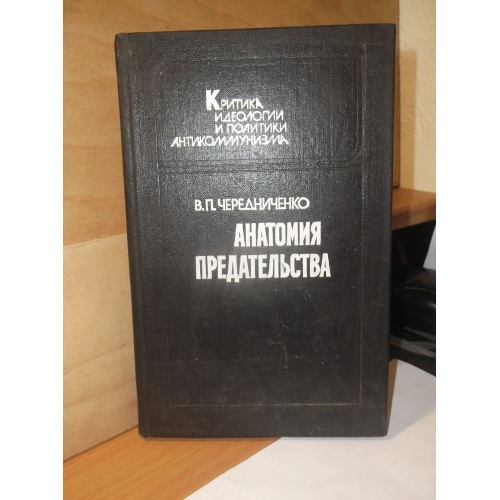 Критика
идеологии
и политики
антикоммунизма
В.П. ЧЕРЕДНИЧЕНКО
АНАТОМИЯ
ПРЕДАТЕЛЬСТВА